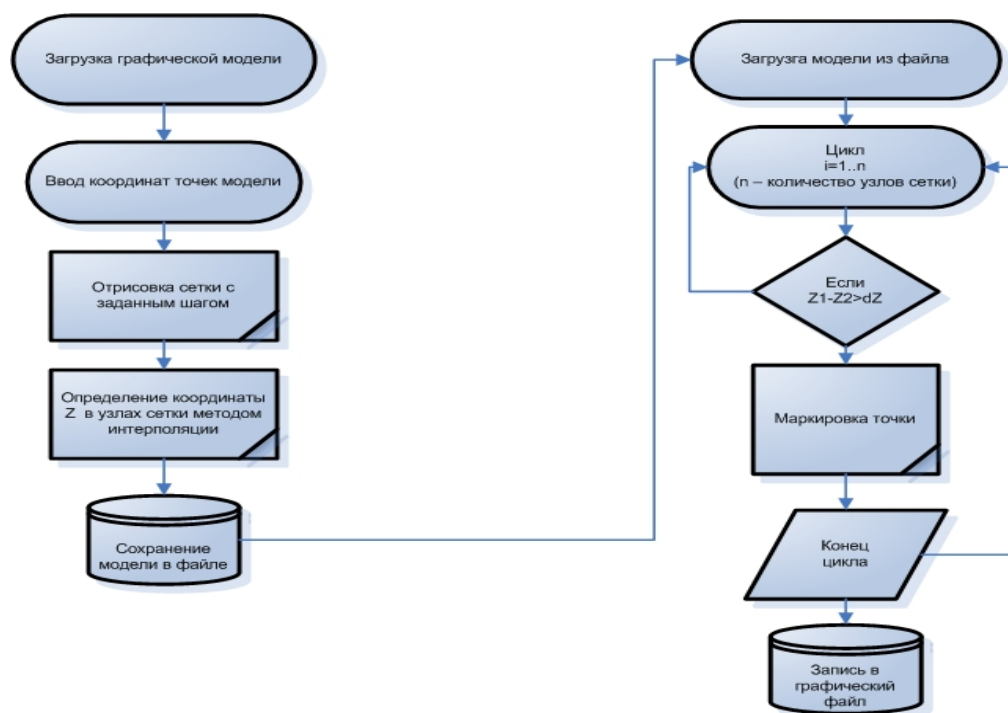 Загрузка графической модели
Ввод координат точек модели
Отрисовка сетки с
заданным шагом
Определение координаты
Z в узлах сетки методом
интерполяции
Сохранение
модели в файле
Загрузга модели из файла
Цикл
i=1..n
(n – количество узлов сетки)
Если
Z1-Z2>dZ
Маркировка точки
Конец
цикла
Запись в
графический
файл